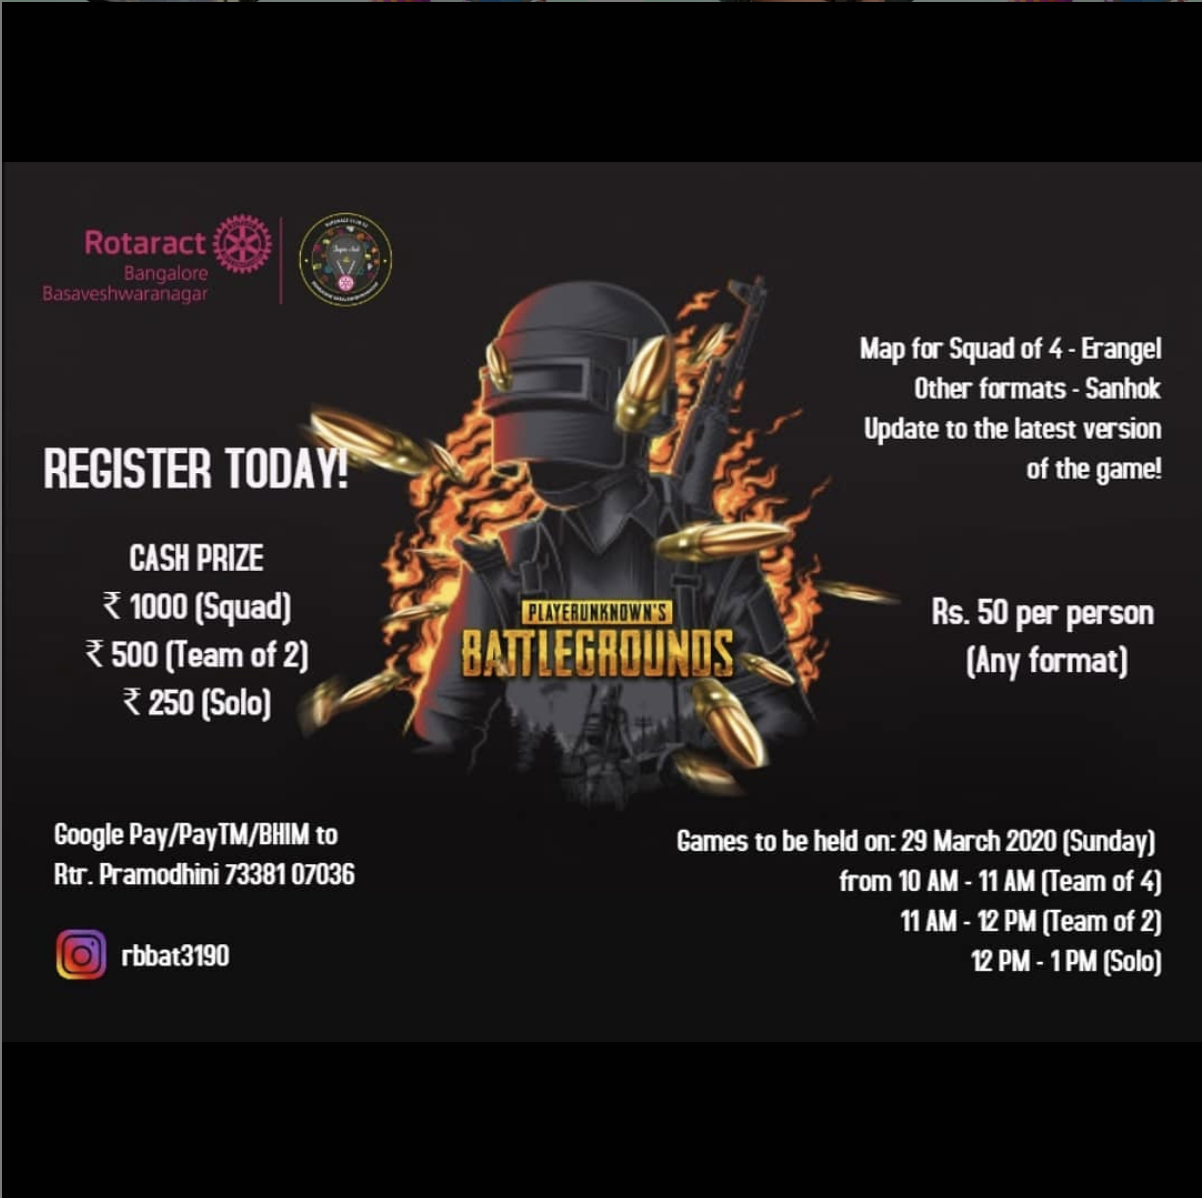 Rotaract
Bangalore
Basaveshwaranagar
REGISTER TODAY!
CASH PRIZE
₹ 1000 (Squad)
₹ 500 (Team of 2)
₹ 250 (Solo)
PLAYERUNKNOWN'S
BATTLEGROUNDS
Map for Squad of 4 - Erangel
Other formats - Sanhok
Update to the latest version
of the game!
Rs. 50 per person
(Any format)
Google Pay/PayTM/BHIM to
Rtr. Pramodhini 73381 07036
rbbat3190
Games to be held on: 29 March 2020 (Sunday)
from 10 AM - 11 AM (Team of 4)
11 AM - 12 PM (Team of 2)
12 PM - 1 PM (Solo)